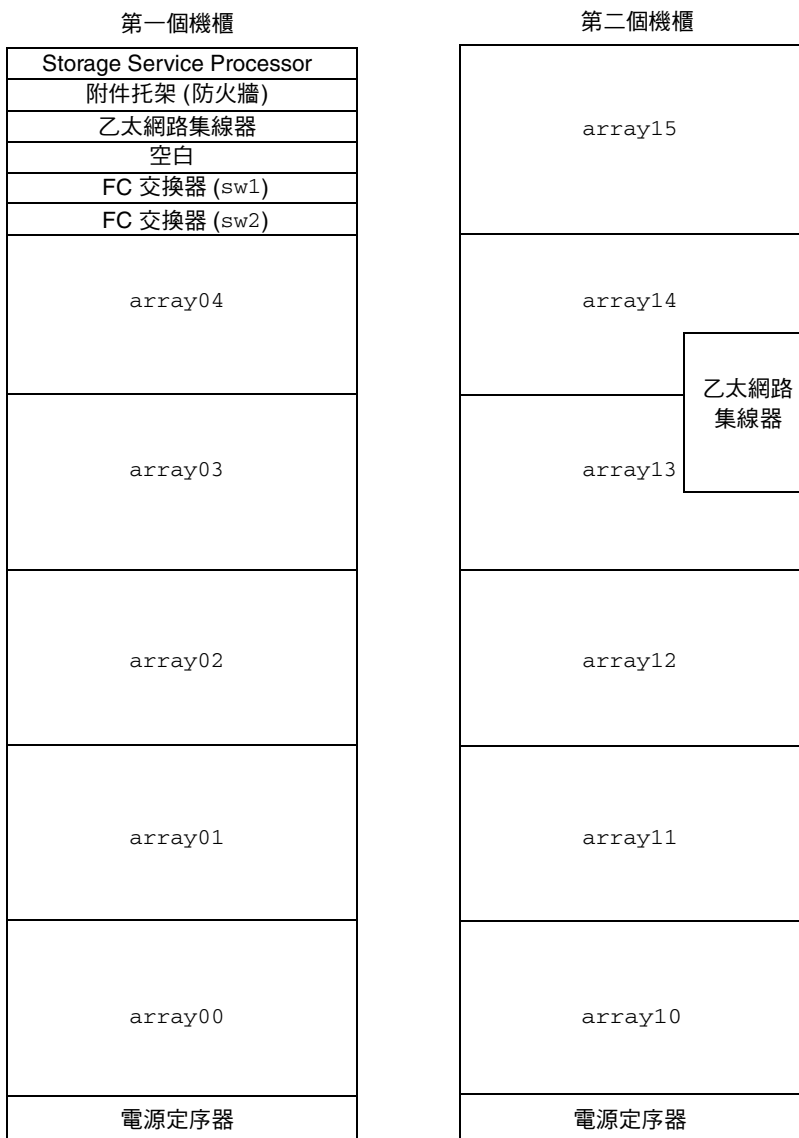 第一個機櫃
Storage Service Processor
附件托架 (防火牆)
乙太網路集線器
空白
FC 交換器 (sw1)
FC 交換器 (sw2)
array04
array03
array02
array01
array00
電源定序器
第二個機櫃
array15
array14
乙太網路
集線器
array13
array12
array11
array10
電源定序器